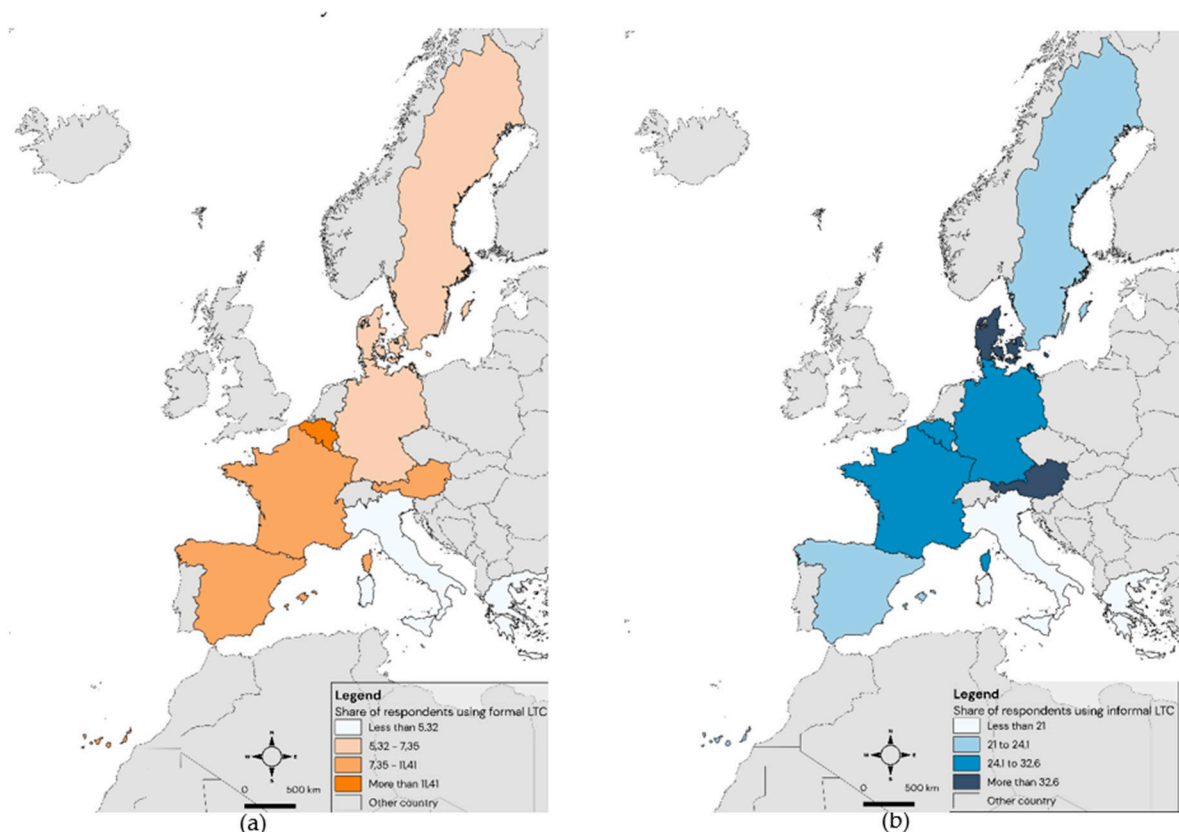 Legend
Share of respondents using formal LTC
Less than 5,32
5,32 - 7,35
7,35 - 11,41
More than 11,41
Other country
N
W E
S
0 500 km
(a)
Legend
Share of respondents using informal LTC
Less than 21
21 to 24,1
24,1 to 32.6
More than 32.6
Other country
N
W E
S
0 500 km
(b)